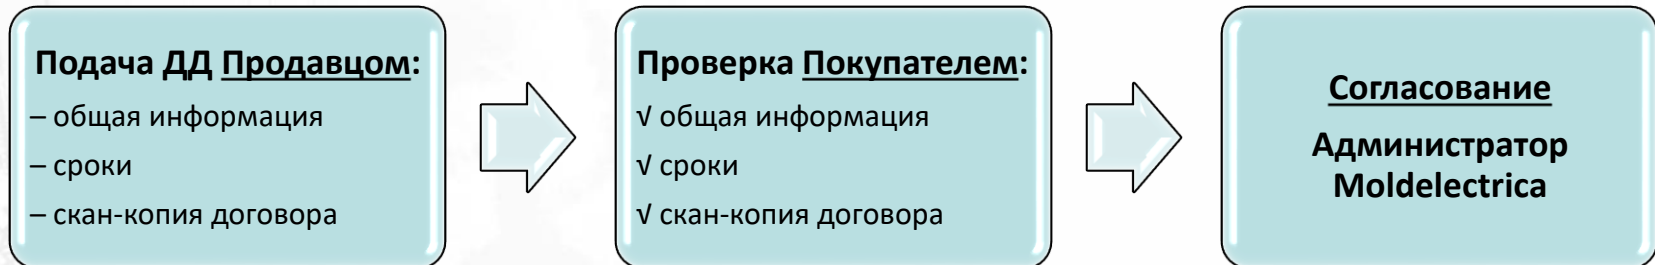 Подача ДД Продавцом:
– общая информация
– сроки
– скан-копия договора
Проверка Покупателем:
√ общая информация
√ сроки
√ скан-копия договора
Согласование
Администратор
Moldelectrica